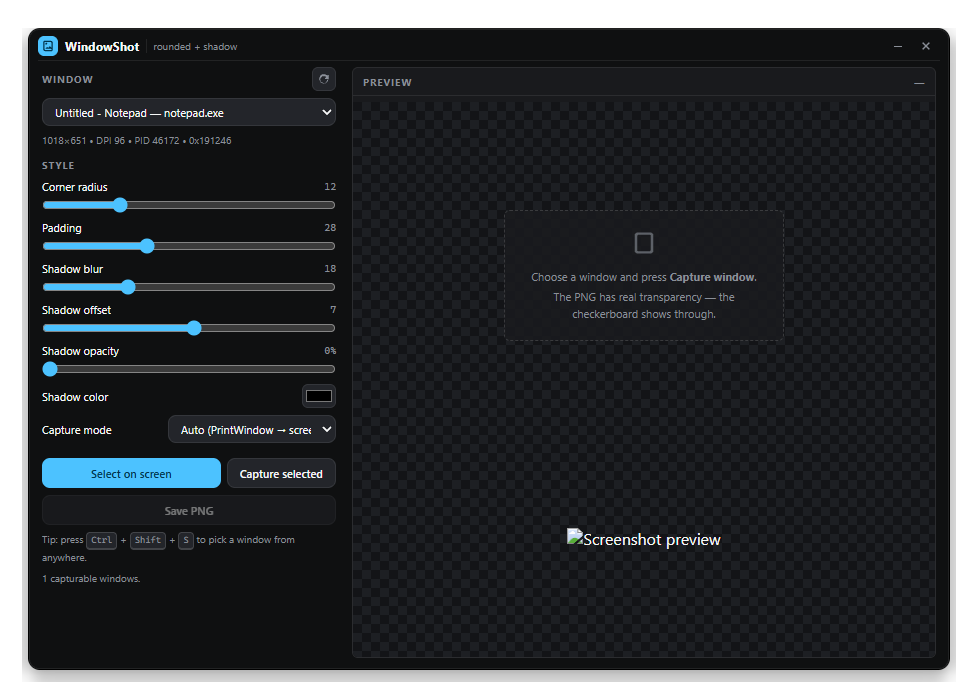 WindowShot rounded + shadow
WINDOW
Untitled - Notepad — notepad.exe
1018×651 • DPI 96 • PID 46172 • 0x191246
STYLE
Corner radius 12
Padding 28
Shadow blur 18
Shadow offset 7
Shadow opacity 0%
Shadow color
Capture mode Auto (PrintWindow → scree
Select on screen Capture selected
Save PNG
Tip: press Ctrl + Shift + S to pick a window from
anywhere.
1 capturable windows.
PREVIEW
Choose a window and press Capture window.
The PNG has real transparency — the
checkerboard shows through.
Screenshot preview